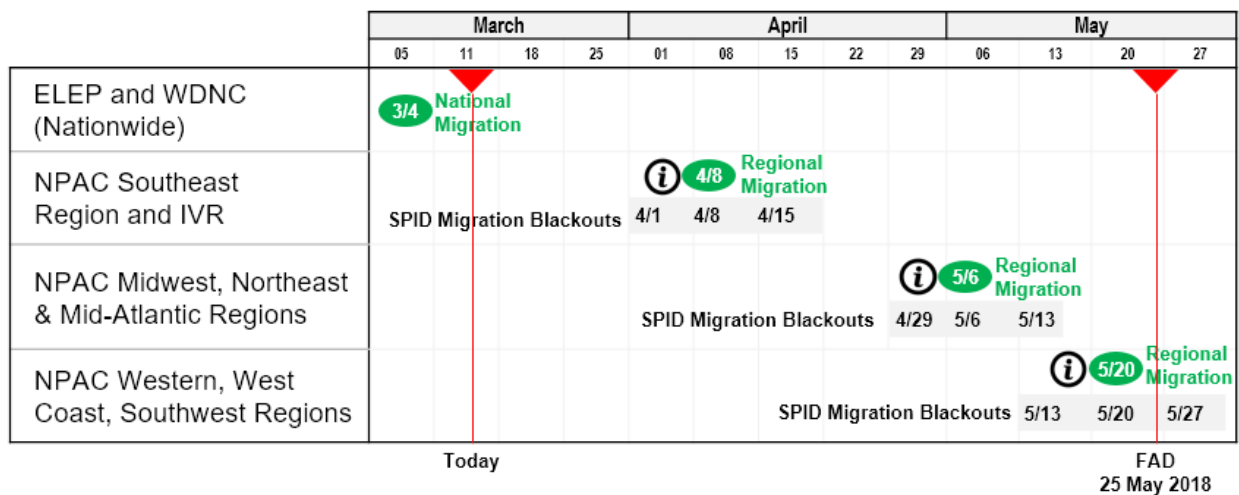 March April May
05 11 18 25 01 08 15 22 29 06 13 20 27
ELEP and WDNC
(Nationwide)
3/4 National
Migration
NPAC Southeast
Region and IVR
i 4/8 Regional
Migration
SPID Migration Blackouts 4/1 4/8 4/15
NPAC Midwest, Northeast
& Mid-Atlantic Regions
i 5/6 Regional
Migration
SPID Migration Blackouts 4/29 5/6 5/13
NPAC Western, West
Coast, Southwest Regions
i 5/20 Regional
Migration
SPID Migration Blackouts 5/13 5/20 5/27
Today
FAD
25 May 2018